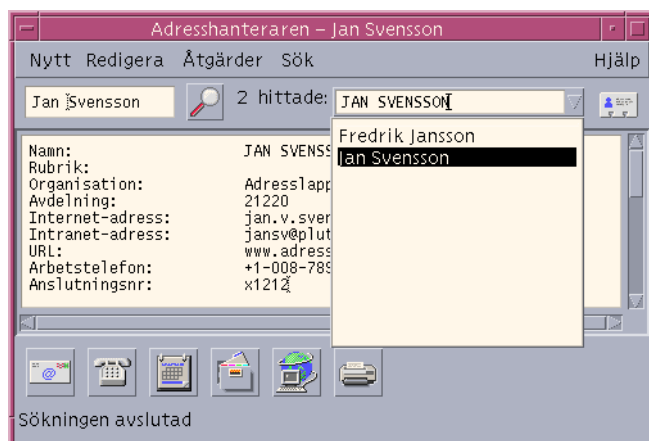 Adresshanteraren – Jan Svensson
Nytt Redigera Åtgärder Sök Hjälp
Jan Svensson 2 hittade: JAN SVENSSON
Fredrik Jansson
Jan Svensson
Namn: JAN SVENSS
Rubrik:
Organisation: Adresslapp
Avdelning: 21220
Internet-adress: jan.v.sver
Intranet-adress: jansv@plut
URL: www.adress
Arbetstelefon: +1-008-789
Anslutningsnr: x1212
Sökningen avslutad